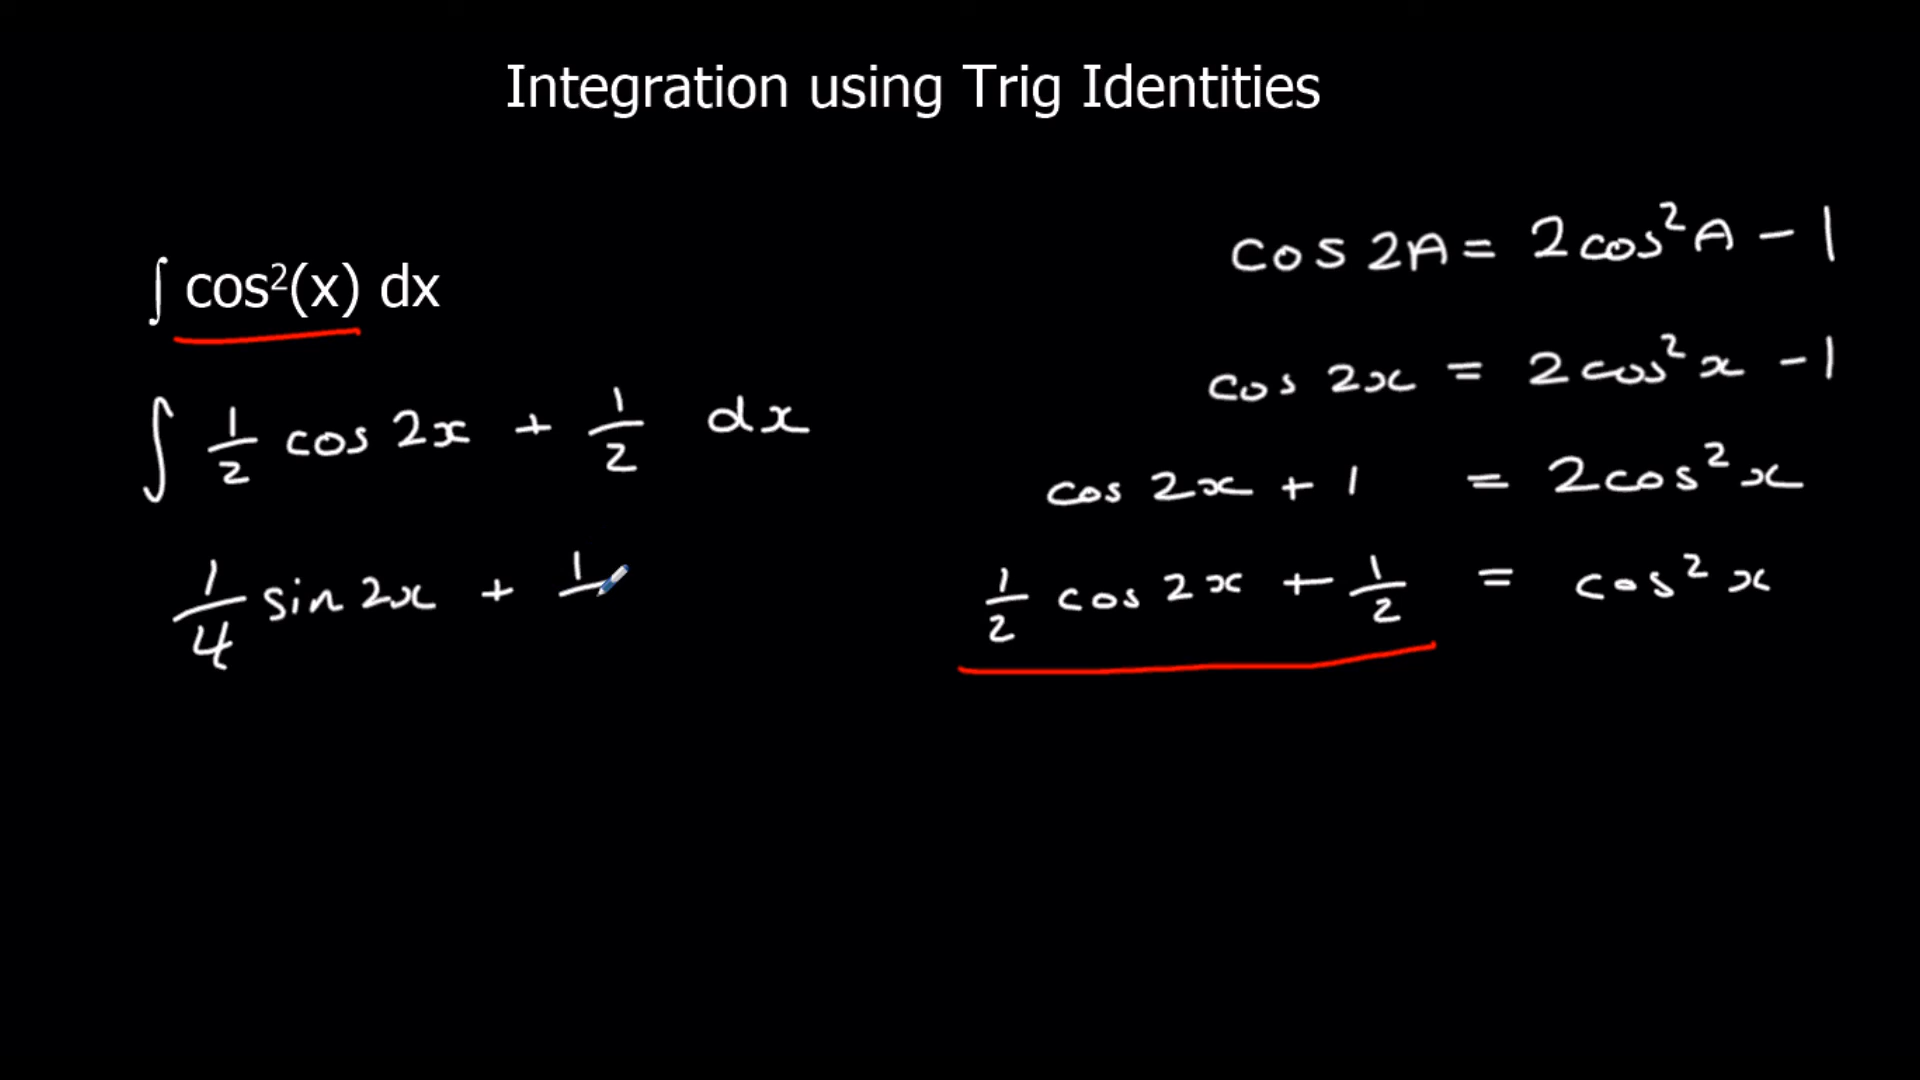 Integration using Trig Identities
∫ cos²(x) dx
∫ 1/2 cos 2x + 1/2 dx
1/4 sin 2x + 1/
cos 2A = 2cos²A - 1
cos 2x = 2cos²x - 1
cos 2x + 1 = 2cos²x
1/2 cos 2x + 1/2 = cos²x